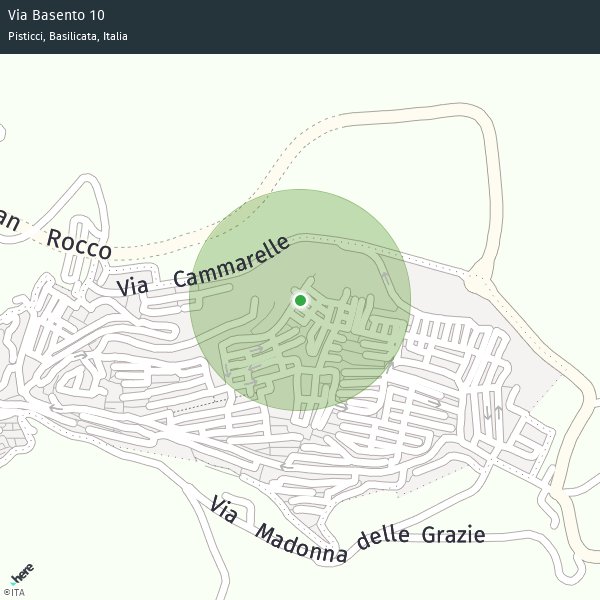 Via Basento 10
Pisticci, Basilicata, Italia
an Rocco
Via Cammarelle
Via Madonna delle Grazie
here
©ITA